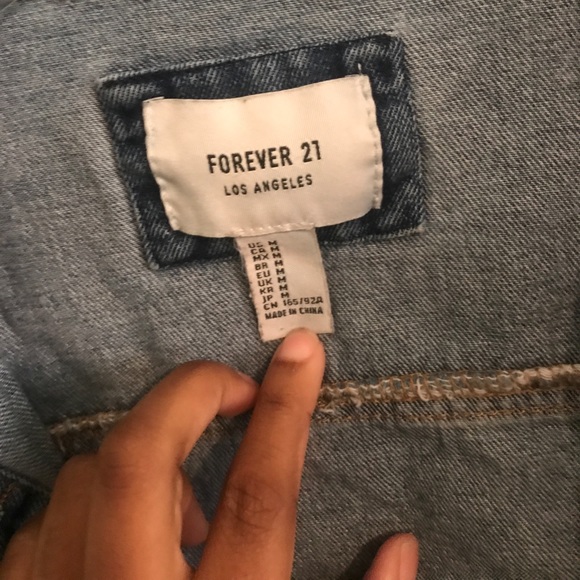 FOREVER 21
LOS ANGELES
US M
CA M
MX M
BR M
EU M
UK M
KR M
JP M
CN 165/92A
MADE IN CHINA